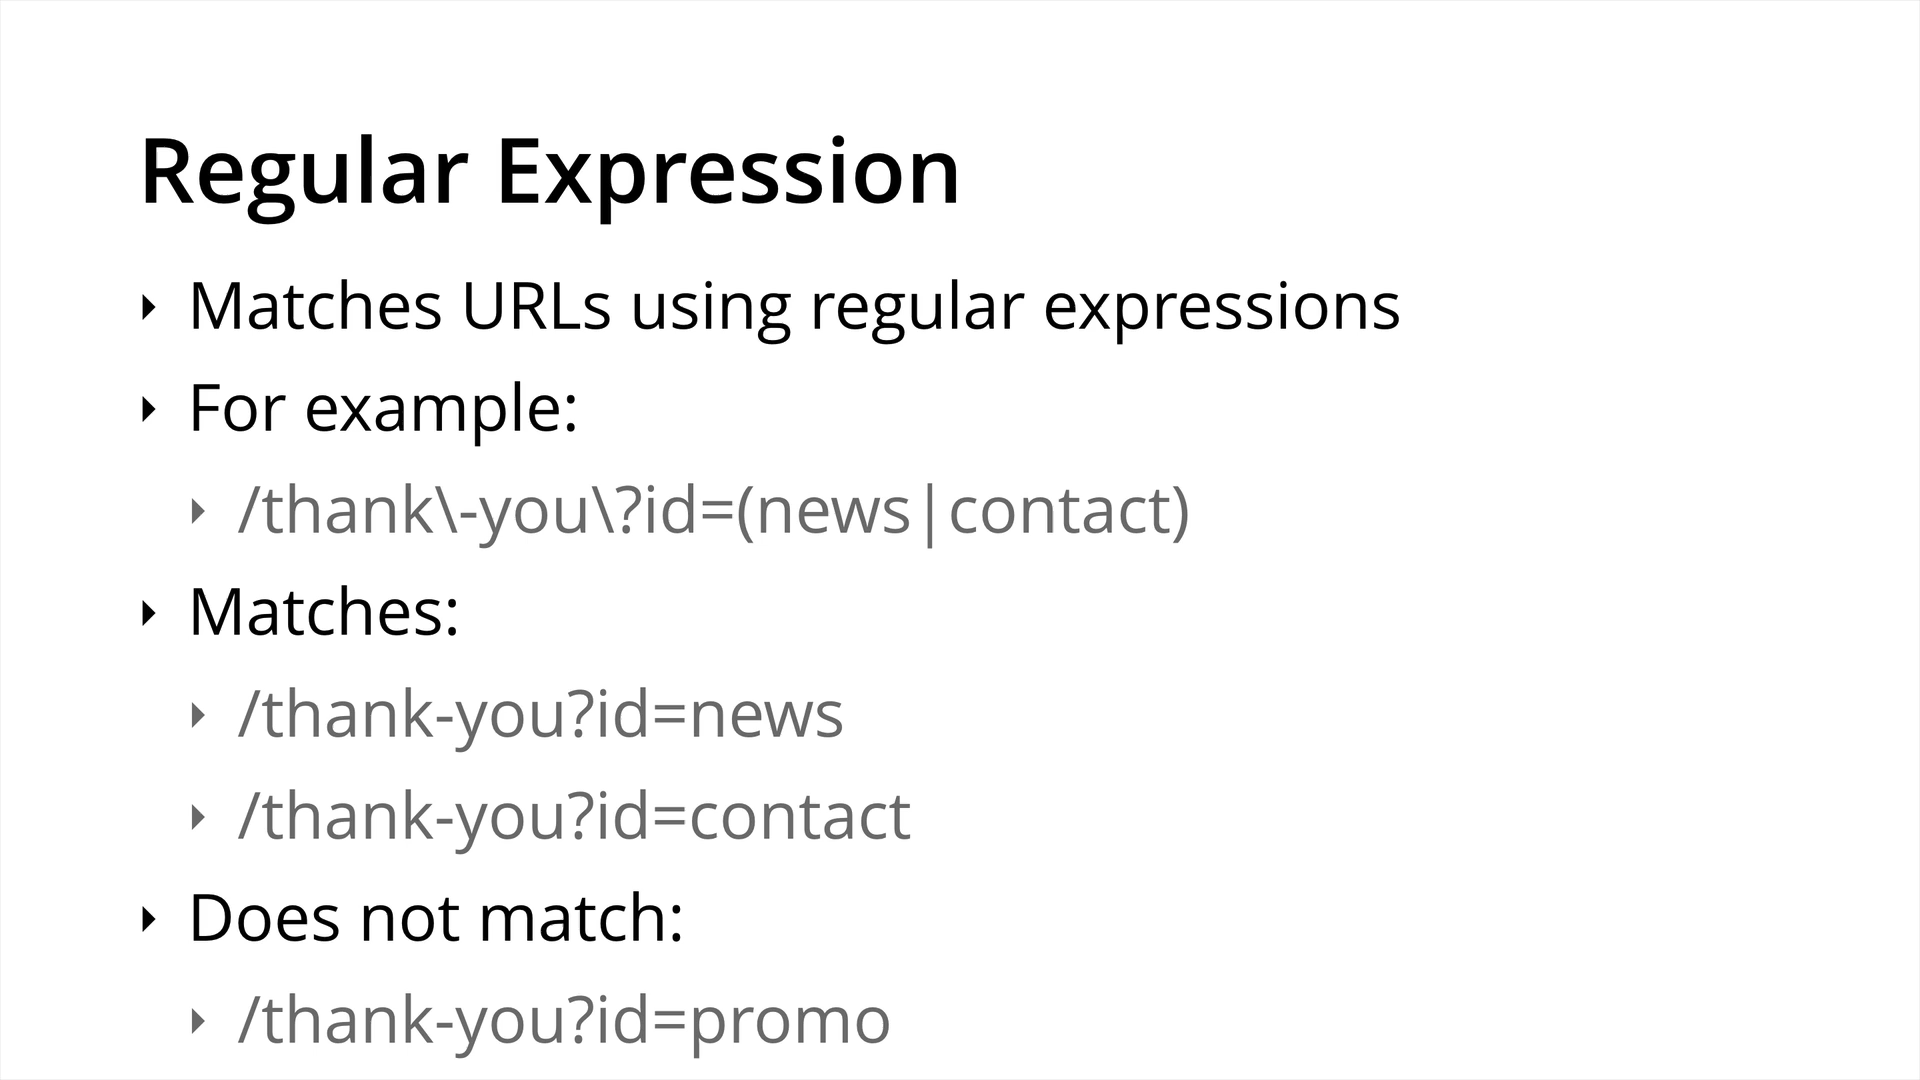 Regular Expression
Matches URLs using regular expressions
For example:
/thank\-you\?id=(news|contact)
Matches:
/thank-you?id=news
/thank-you?id=contact
Does not match:
/thank-you?id=promo